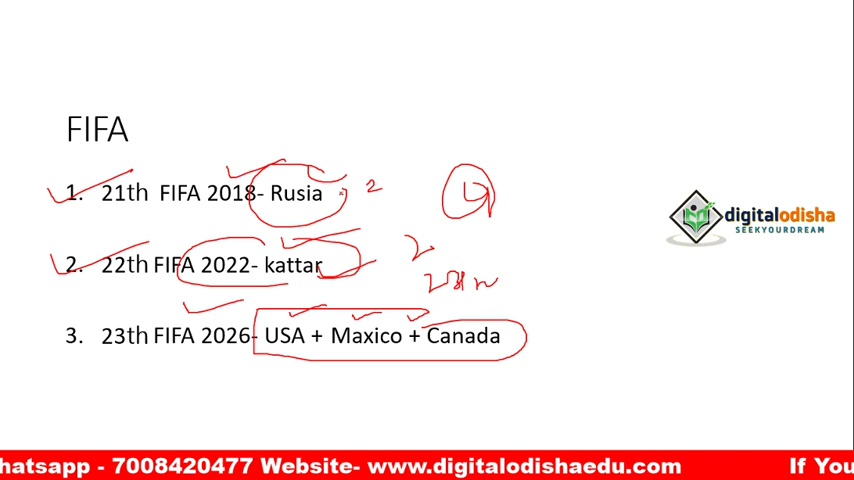 FIFA
1. 21th FIFA 2018- Rusia 2
2. 22th FIFA 2022- kattar
3. 23th FIFA 2026- USA + Maxico + Canada
digitalodisha
SEEKYOURDREAM
hatsapp - 7008420477 Website- www.digitalodishaedu.com If You